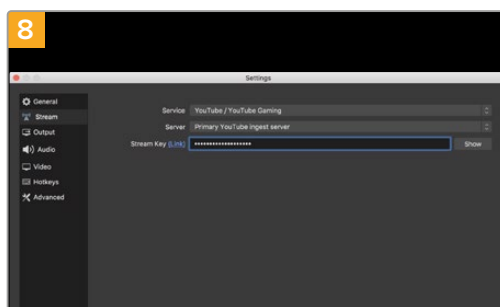 8
Settings
General
Stream
Output
Audio
Video
Hotkeys
Advanced
Service YouTube / YouTube Gaming
Server Primary YouTube ingest server
Stream Key (Link) •••••••••••••••••••• Show